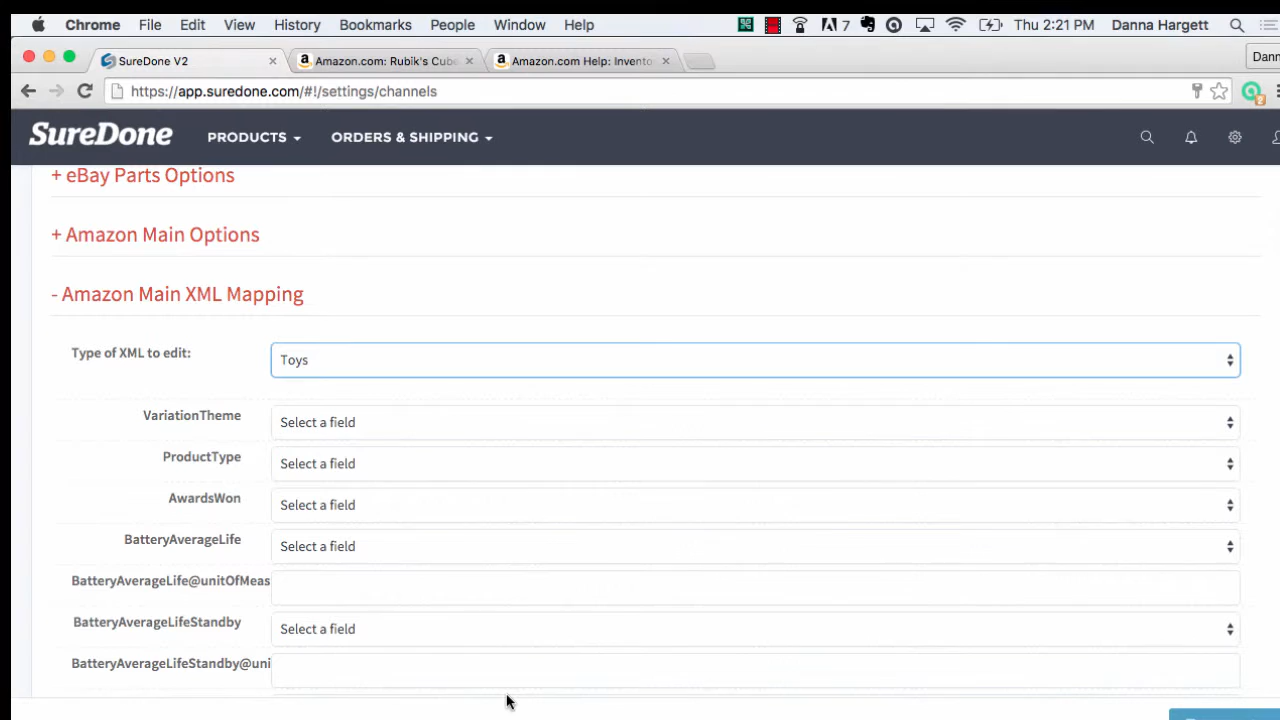 Chrome File Edit View History Bookmarks People Window Help 7 Thu 2:21 PM Danna Hargett
SureDone V2 Amazon.com: Rubik's Cube Amazon.com Help: Invento Dann
https://app.suredone.com/#!/settings/channels
SureDone PRODUCTS ORDERS & SHIPPING
+ eBay Parts Options
+ Amazon Main Options
- Amazon Main XML Mapping
Type of XML to edit: Toys
VariationTheme Select a field
ProductType Select a field
AwardsWon Select a field
BatteryAverageLife Select a field
BatteryAverageLife@unitOfMeas
BatteryAverageLifeStandby Select a field
BatteryAverageLifeStandby@uni